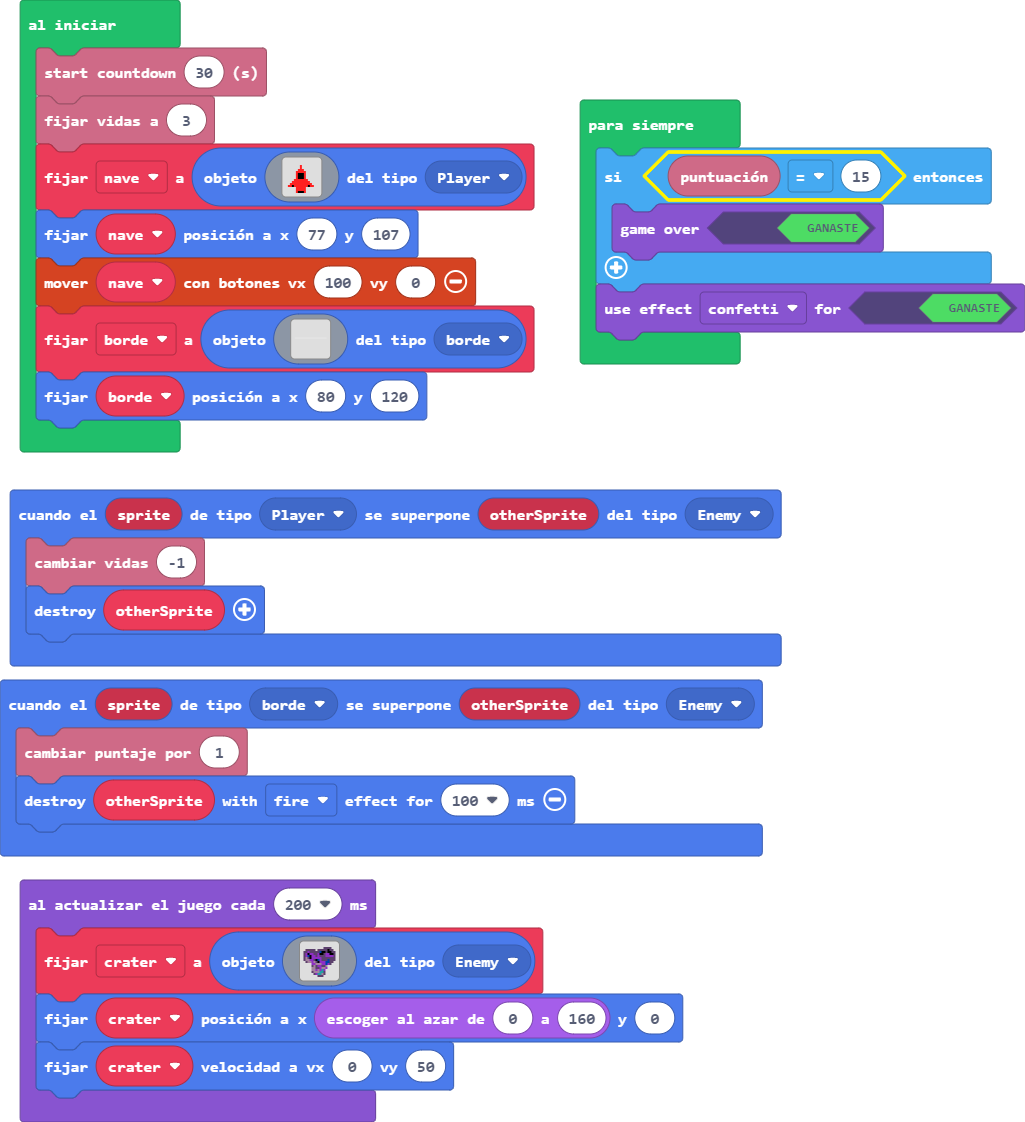 al iniciar
start countdown 30 (s)
fijar vidas a 3
fijar nave a objeto del tipo Player
fijar nave posición a x 77 y 107
mover nave con botones vx 100 vy 0
fijar borde a objeto del tipo borde
fijar borde posición a x 80 y 120
para siempre
si puntuación = 15 entonces
game over GANASTE
use effect confetti for GANASTE
cuando el sprite de tipo Player se superpone otherSprite del tipo Enemy
cambiar vidas -1
destroy otherSprite
cuando el sprite de tipo borde se superpone otherSprite del tipo Enemy
cambiar puntaje por 1
destroy otherSprite with fire effect for 100 ms
al actualizar el juego cada 200 ms
fijar crater a objeto del tipo Enemy
fijar crater posición a x escoger al azar de 0 a 160 y 0
fijar crater velocidad a vx 0 vy 50